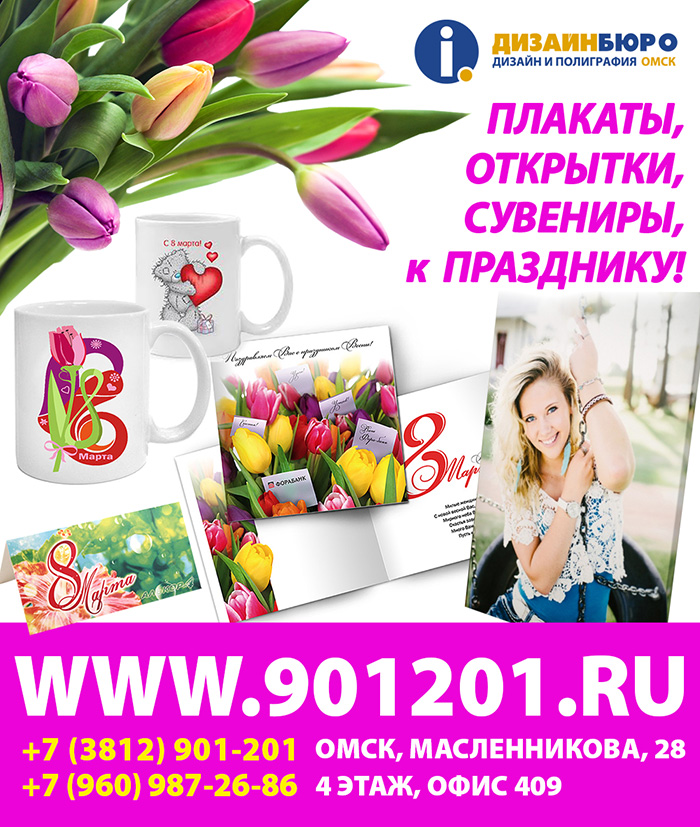 ДИЗАЙНБЮРО
ДИЗАЙН И ПОЛИГРАФИЯ ОМСК
ПЛАКАТЫ,
ОТКРЫТКИ,
СУВЕНИРЫ,
к ПРАЗДНИКУ!
С 8 марта!
8
Марта
Поздравляем Вас с праздником Весны!
ФОРАБАНК
8
Марта
8
Марта
WWW.901201.RU
+7 (3812) 901-201 ОМСК, МАСЛЕННИКОВА, 28
+7 (960) 987-26-86 4 ЭТАЖ, ОФИС 409